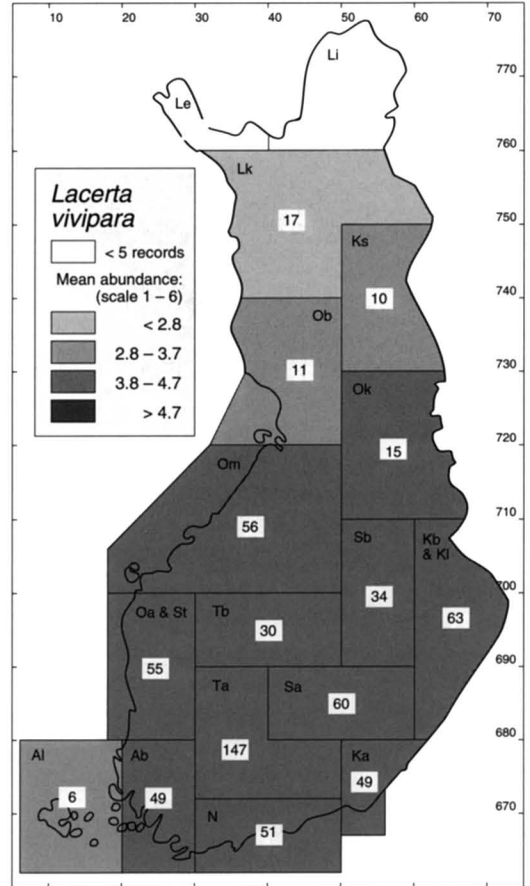 10 20 30 40 50 60 70
Li
770
Le
760
Lk
Lacerta
vivipara
< 5 records
Mean abundance:
(scale 1 – 6)
< 2.8
2.8 – 3.7
3.8 – 4.7
> 4.7
17
750
Ks
10
740
Ob
11
730
Ok
15
720
Om
56
710
Sb
Kb
& Kl
34
63
700
Oa & St
Tb
30
55
690
Ta
Sa
60
147
680
Al
Ab
Ka
49
6
49
670
N
51